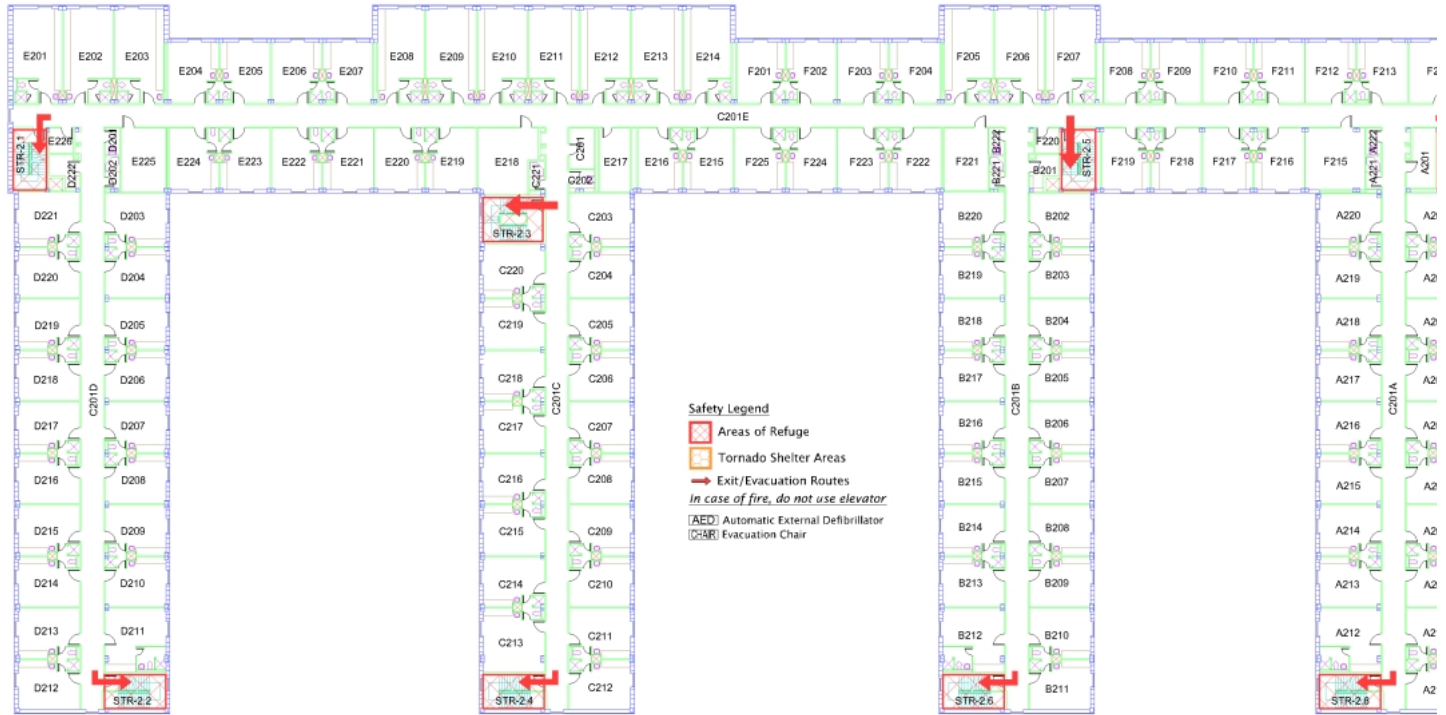 E201 E202 E203 E204 E205 E206 E207 E208 E209 E210 E211 E212 E213 E214 F201 F202 F203 F204 F205 F206 F207 F208 F209 F210 F211 F212 F213
C201E
STR-2.1 E226 D222 D201 D202 E225 E224 E223 E222 E221 E220 E219 E218 C221 C201 C202 E217 E216 E215 F225 F224 F223 F222 F221 B222 B221 F220 B201 STR-2.5 F219 F218 F217 F216 F215 A222 A221 A201
D221 D203 STR-2.3 C203 B220 B202 A220
D220 D204 C220 C204 B219 B203 A219
D219 D205 C219 C205 B218 B204 A218
D218 D206 C218 C206 B217 B205 A217
C201D C201C C201B C201A
D217 D207 C217 C207 B216 B206 A216
D216 D208 C216 C208 B215 B207 A215
D215 D209 C215 C209 B214 B208 A214
D214 D210 C214 C210 B213 B209 A213
D213 D211 C213 C211 B212 B210 A212
D212 STR-2.2 STR-2.4 C212 STR-2.6 B211 STR-2.8
Safety Legend
Areas of Refuge
Tornado Shelter Areas
Exit/Evacuation Routes
In case of fire, do not use elevator
AED Automatic External Defibrillator
CHAIR Evacuation Chair